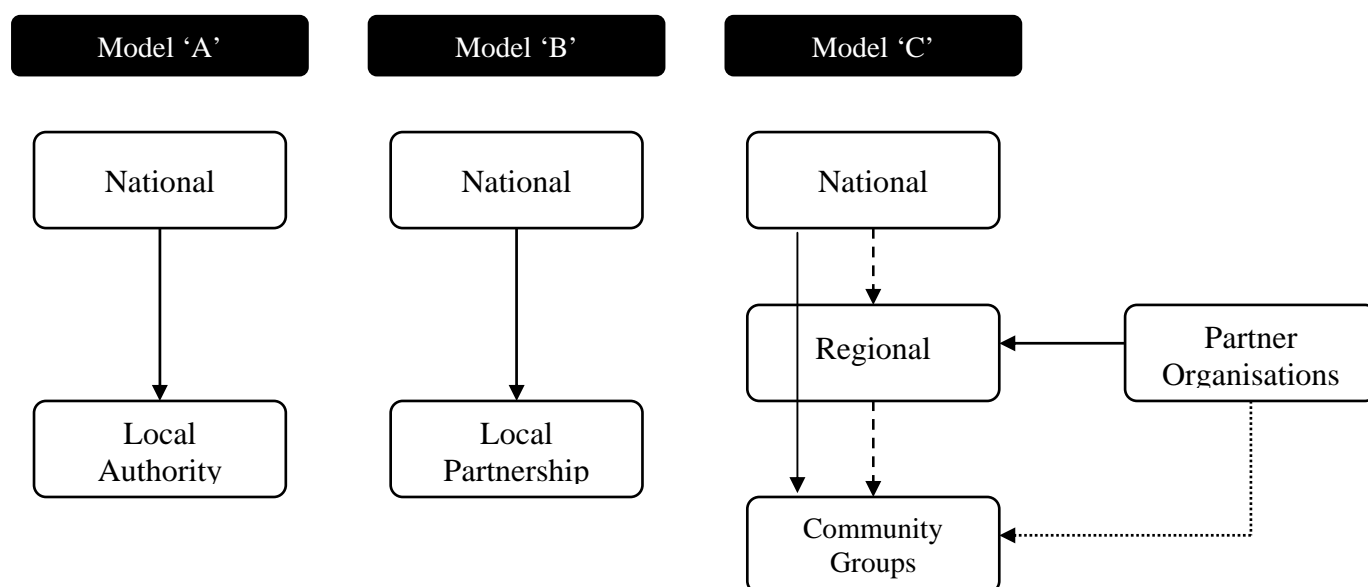 Model ‘A’
Model ‘B’
Model ‘C’
National
National
National
Regional
Partner
Organisations
Local
Authority
Local
Partnership
Community
Groups